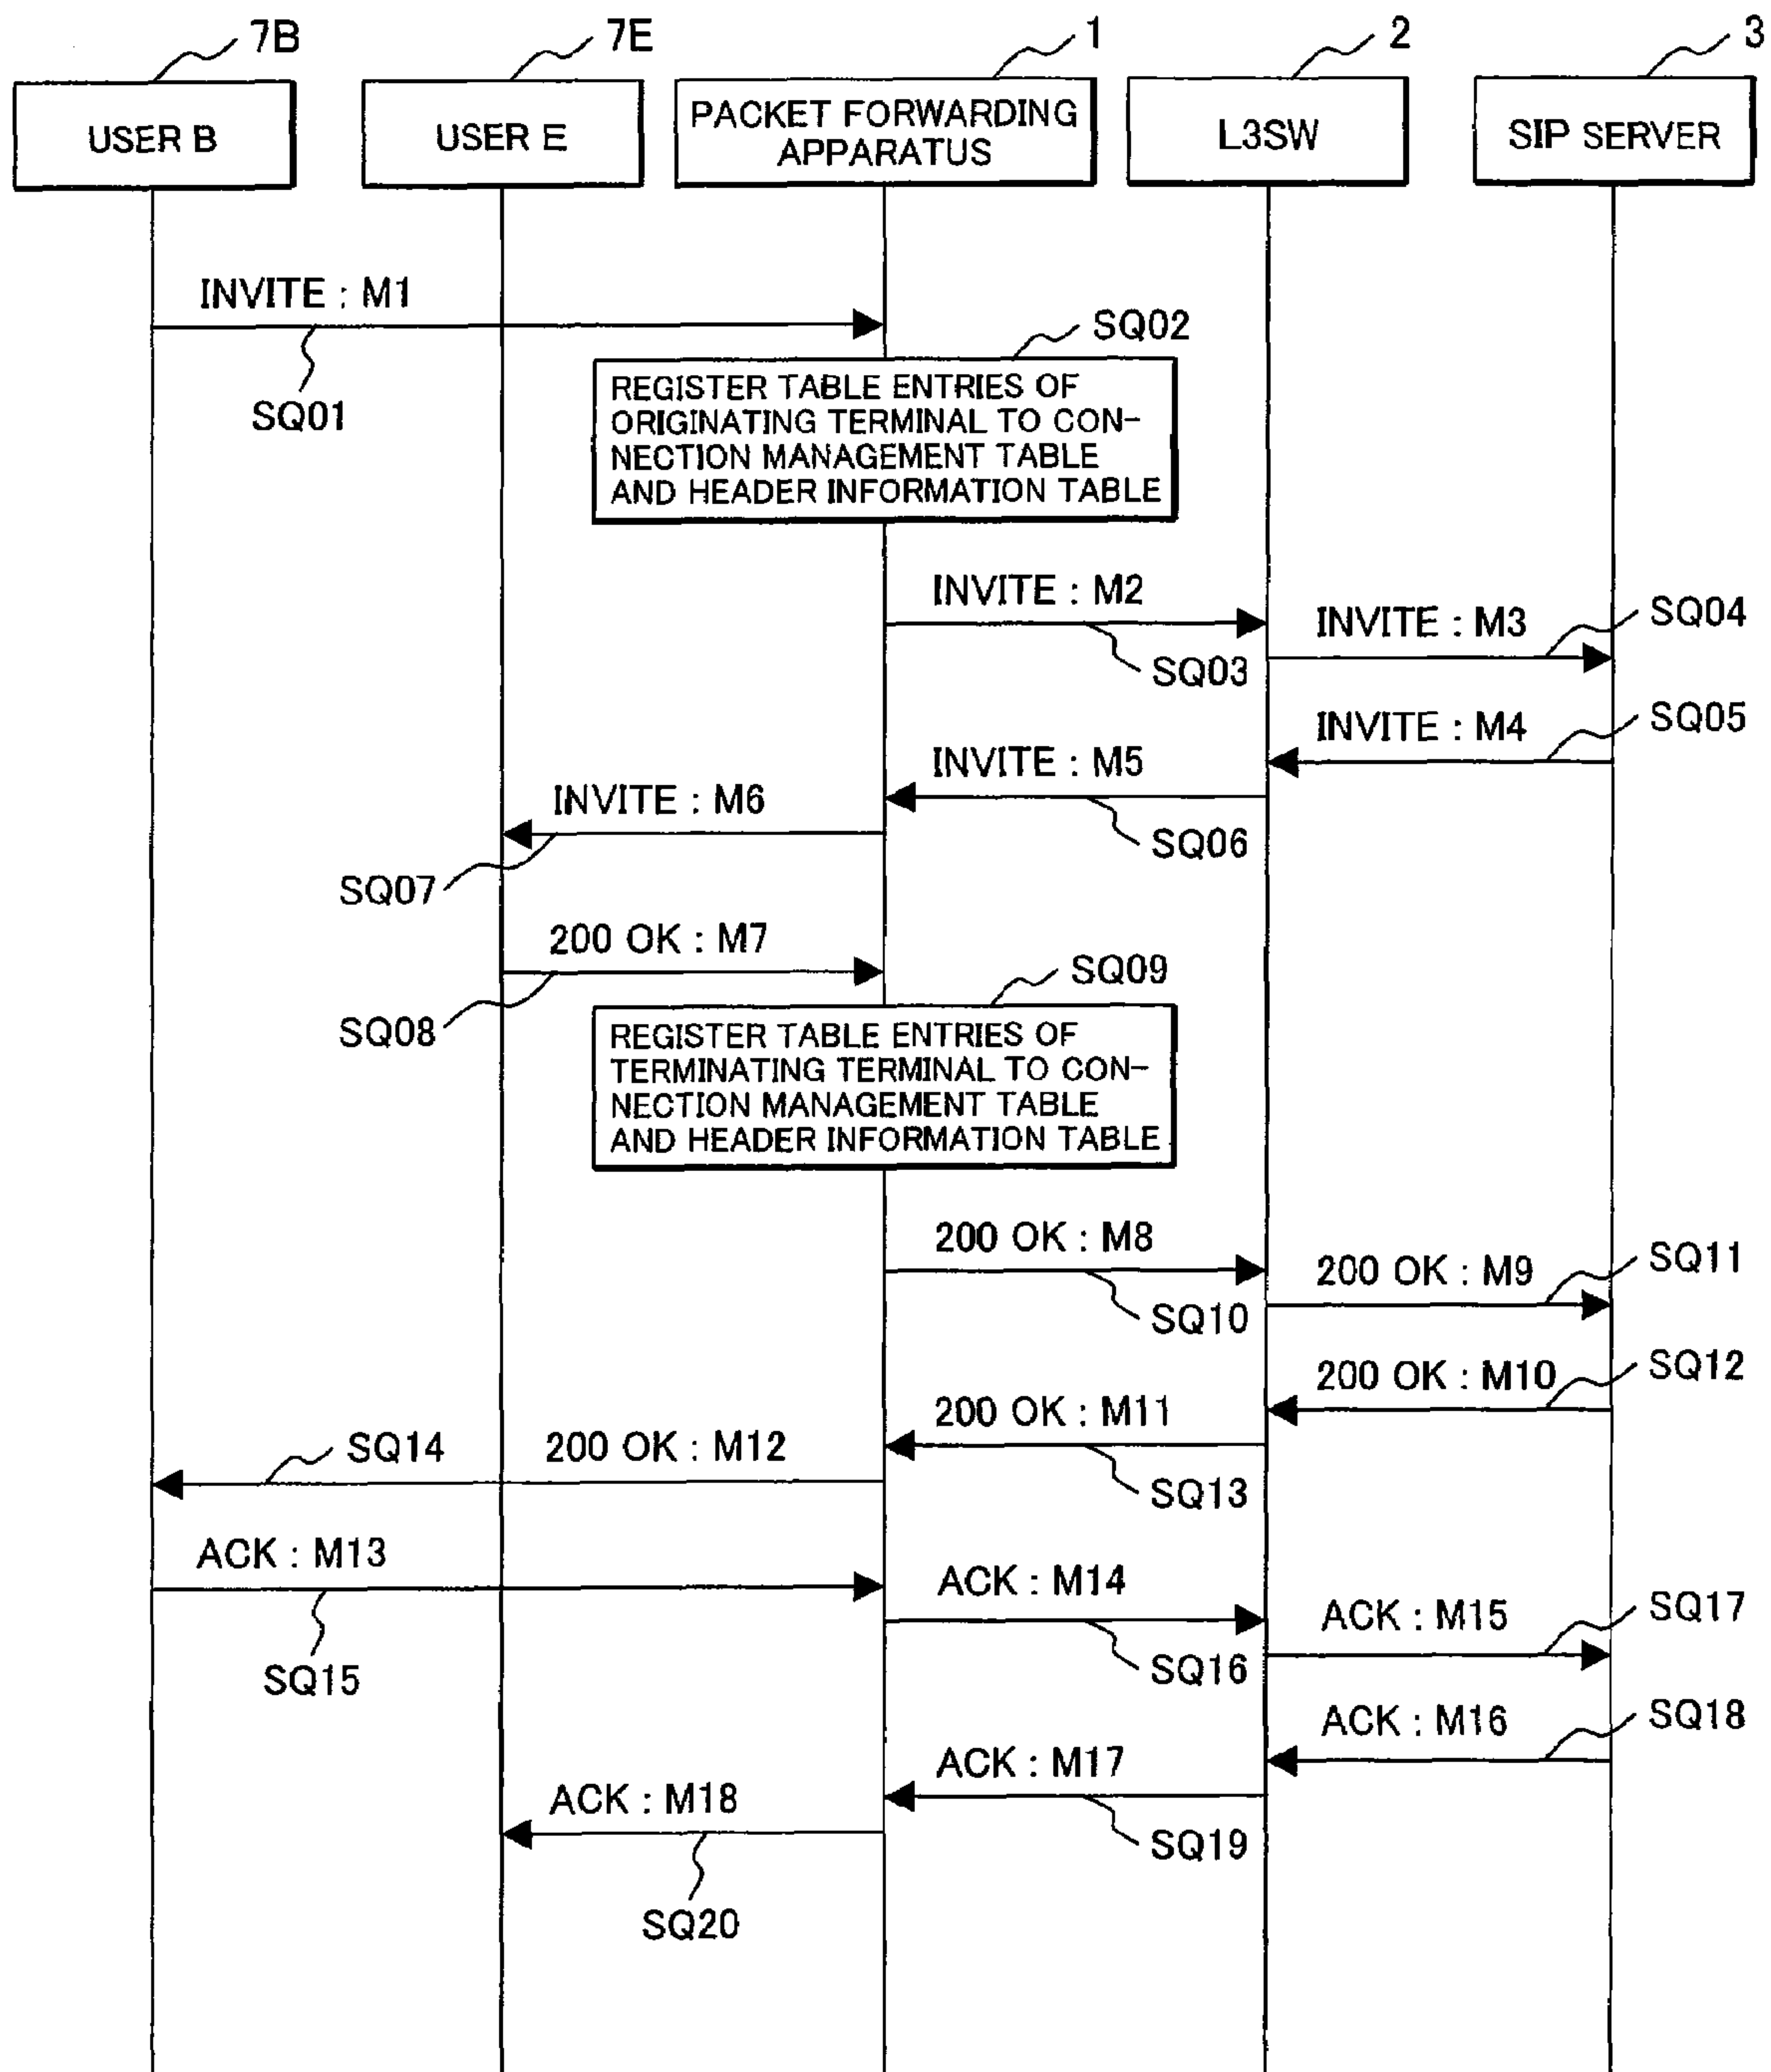 7B
7E
1
2
3
USER B
USER E
PACKET FORWARDING
APPARATUS
L3SW
SIP SERVER
INVITE : M1
SQ01
SQ02
REGISTER TABLE ENTRIES OF
ORIGINATING TERMINAL TO CON-
NECTION MANAGEMENT TABLE
AND HEADER INFORMATION TABLE
INVITE : M2
SQ03
INVITE : M3
SQ04
INVITE : M4
SQ05
INVITE : M5
SQ06
INVITE : M6
SQ07
200 OK : M7
SQ08
SQ09
REGISTER TABLE ENTRIES OF
TERMINATING TERMINAL TO CON-
NECTION MANAGEMENT TABLE
AND HEADER INFORMATION TABLE
200 OK : M8
SQ10
200 OK : M9
SQ11
200 OK : M10
SQ12
200 OK : M11
SQ13
200 OK : M12
SQ14
ACK : M13
SQ15
ACK : M14
SQ16
ACK : M15
SQ17
ACK : M16
SQ18
ACK : M17
SQ19
ACK : M18
SQ20